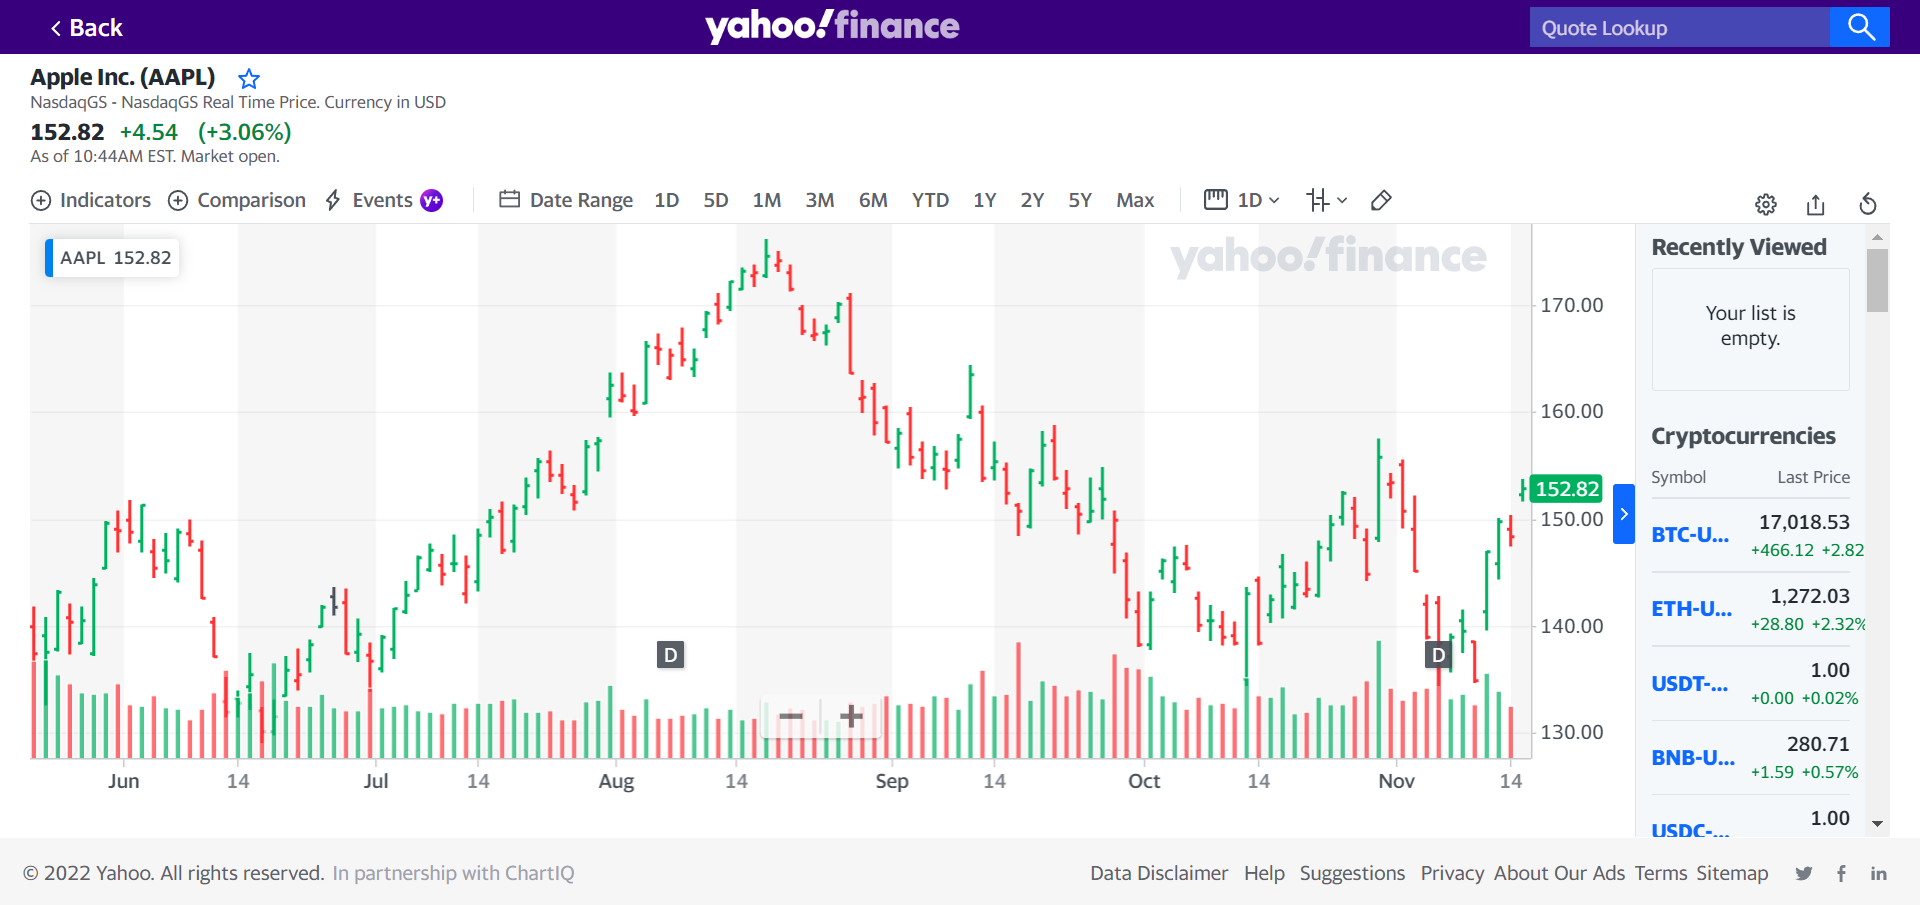 Back
yahoo!finance
Quote Lookup
Apple Inc. (AAPL)
NasdaqGS - NasdaqGS Real Time Price. Currency in USD
152.82 +4.54 (+3.06%)
As of 10:44AM EST. Market open.
Indicators Comparison Events y+ Date Range 1D 5D 1M 3M 6M YTD 1Y 2Y 5Y Max 1D
AAPL 152.82
yahoo!finance
170.00
160.00
152.82
150.00
140.00
130.00
D
D
Jun 14 Jul 14 Aug 14 Sep 14 Oct 14 Nov 14
Recently Viewed
Your list is
empty.
Cryptocurrencies
Symbol Last Price
BTC-U... 17,018.53
+466.12 +2.82
ETH-U... 1,272.03
+28.80 +2.32%
USDT-... 1.00
+0.00 +0.02%
BNB-U... 280.71
+1.59 +0.57%
USDC-... 1.00
© 2022 Yahoo. All rights reserved. In partnership with ChartIQ
Data Disclaimer Help Suggestions Privacy About Our Ads Terms Sitemap